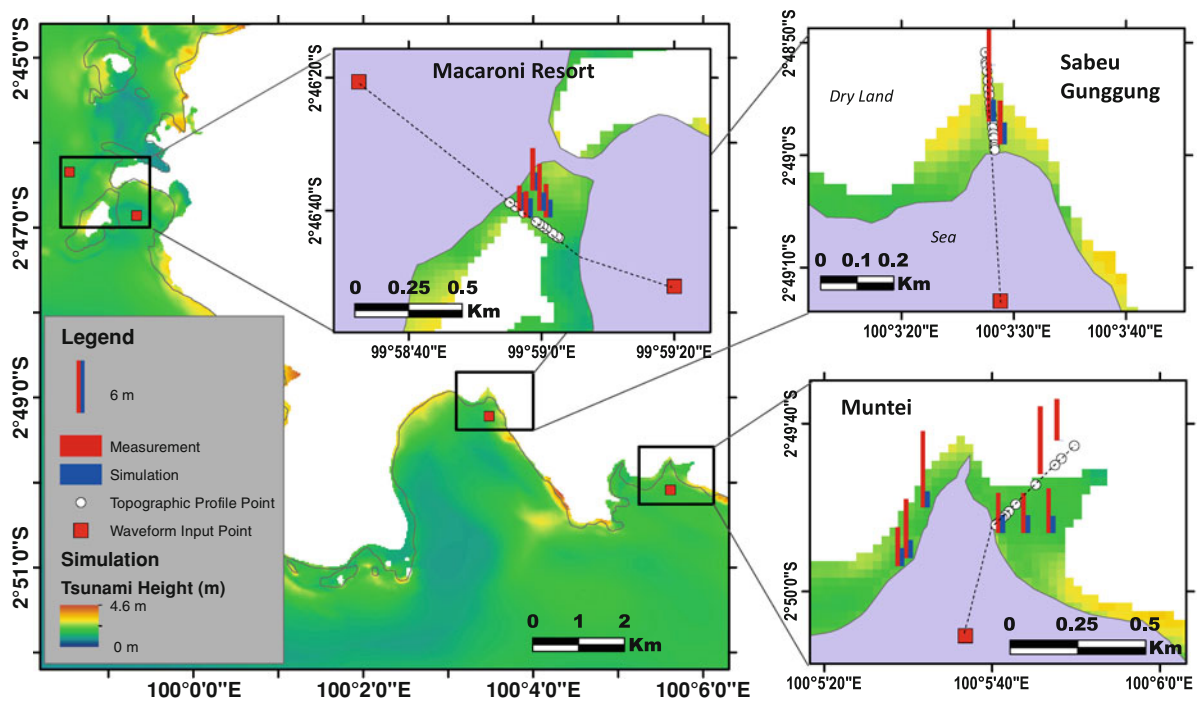 2°45'0"S
2°47'0"S
2°49'0"S
2°51'0"S
100°0'0"E
100°2'0"E
100°4'0"E
100°6'0"E
0 1 2
Km
Macaroni Resort
2°46'20"S
2°46'40"S
0 0.25 0.5
Km
99°58'40"E
99°59'0"E
99°59'20"E
Sabeu
Gunggung
Dry Land
Sea
2°48'50"S
2°49'0"S
2°49'10"S
0 0.1 0.2
Km
100°3'20"E
100°3'30"E
100°3'40"E
Muntei
2°49'40"S
2°50'0"S
0 0.25 0.5
Km
100°5'20"E
100°5'40"E
100°6'0"E
Legend
6 m
Measurement
Simulation
Topographic Profile Point
Waveform Input Point
Simulation
Tsunami Height (m)
4.6 m
0 m